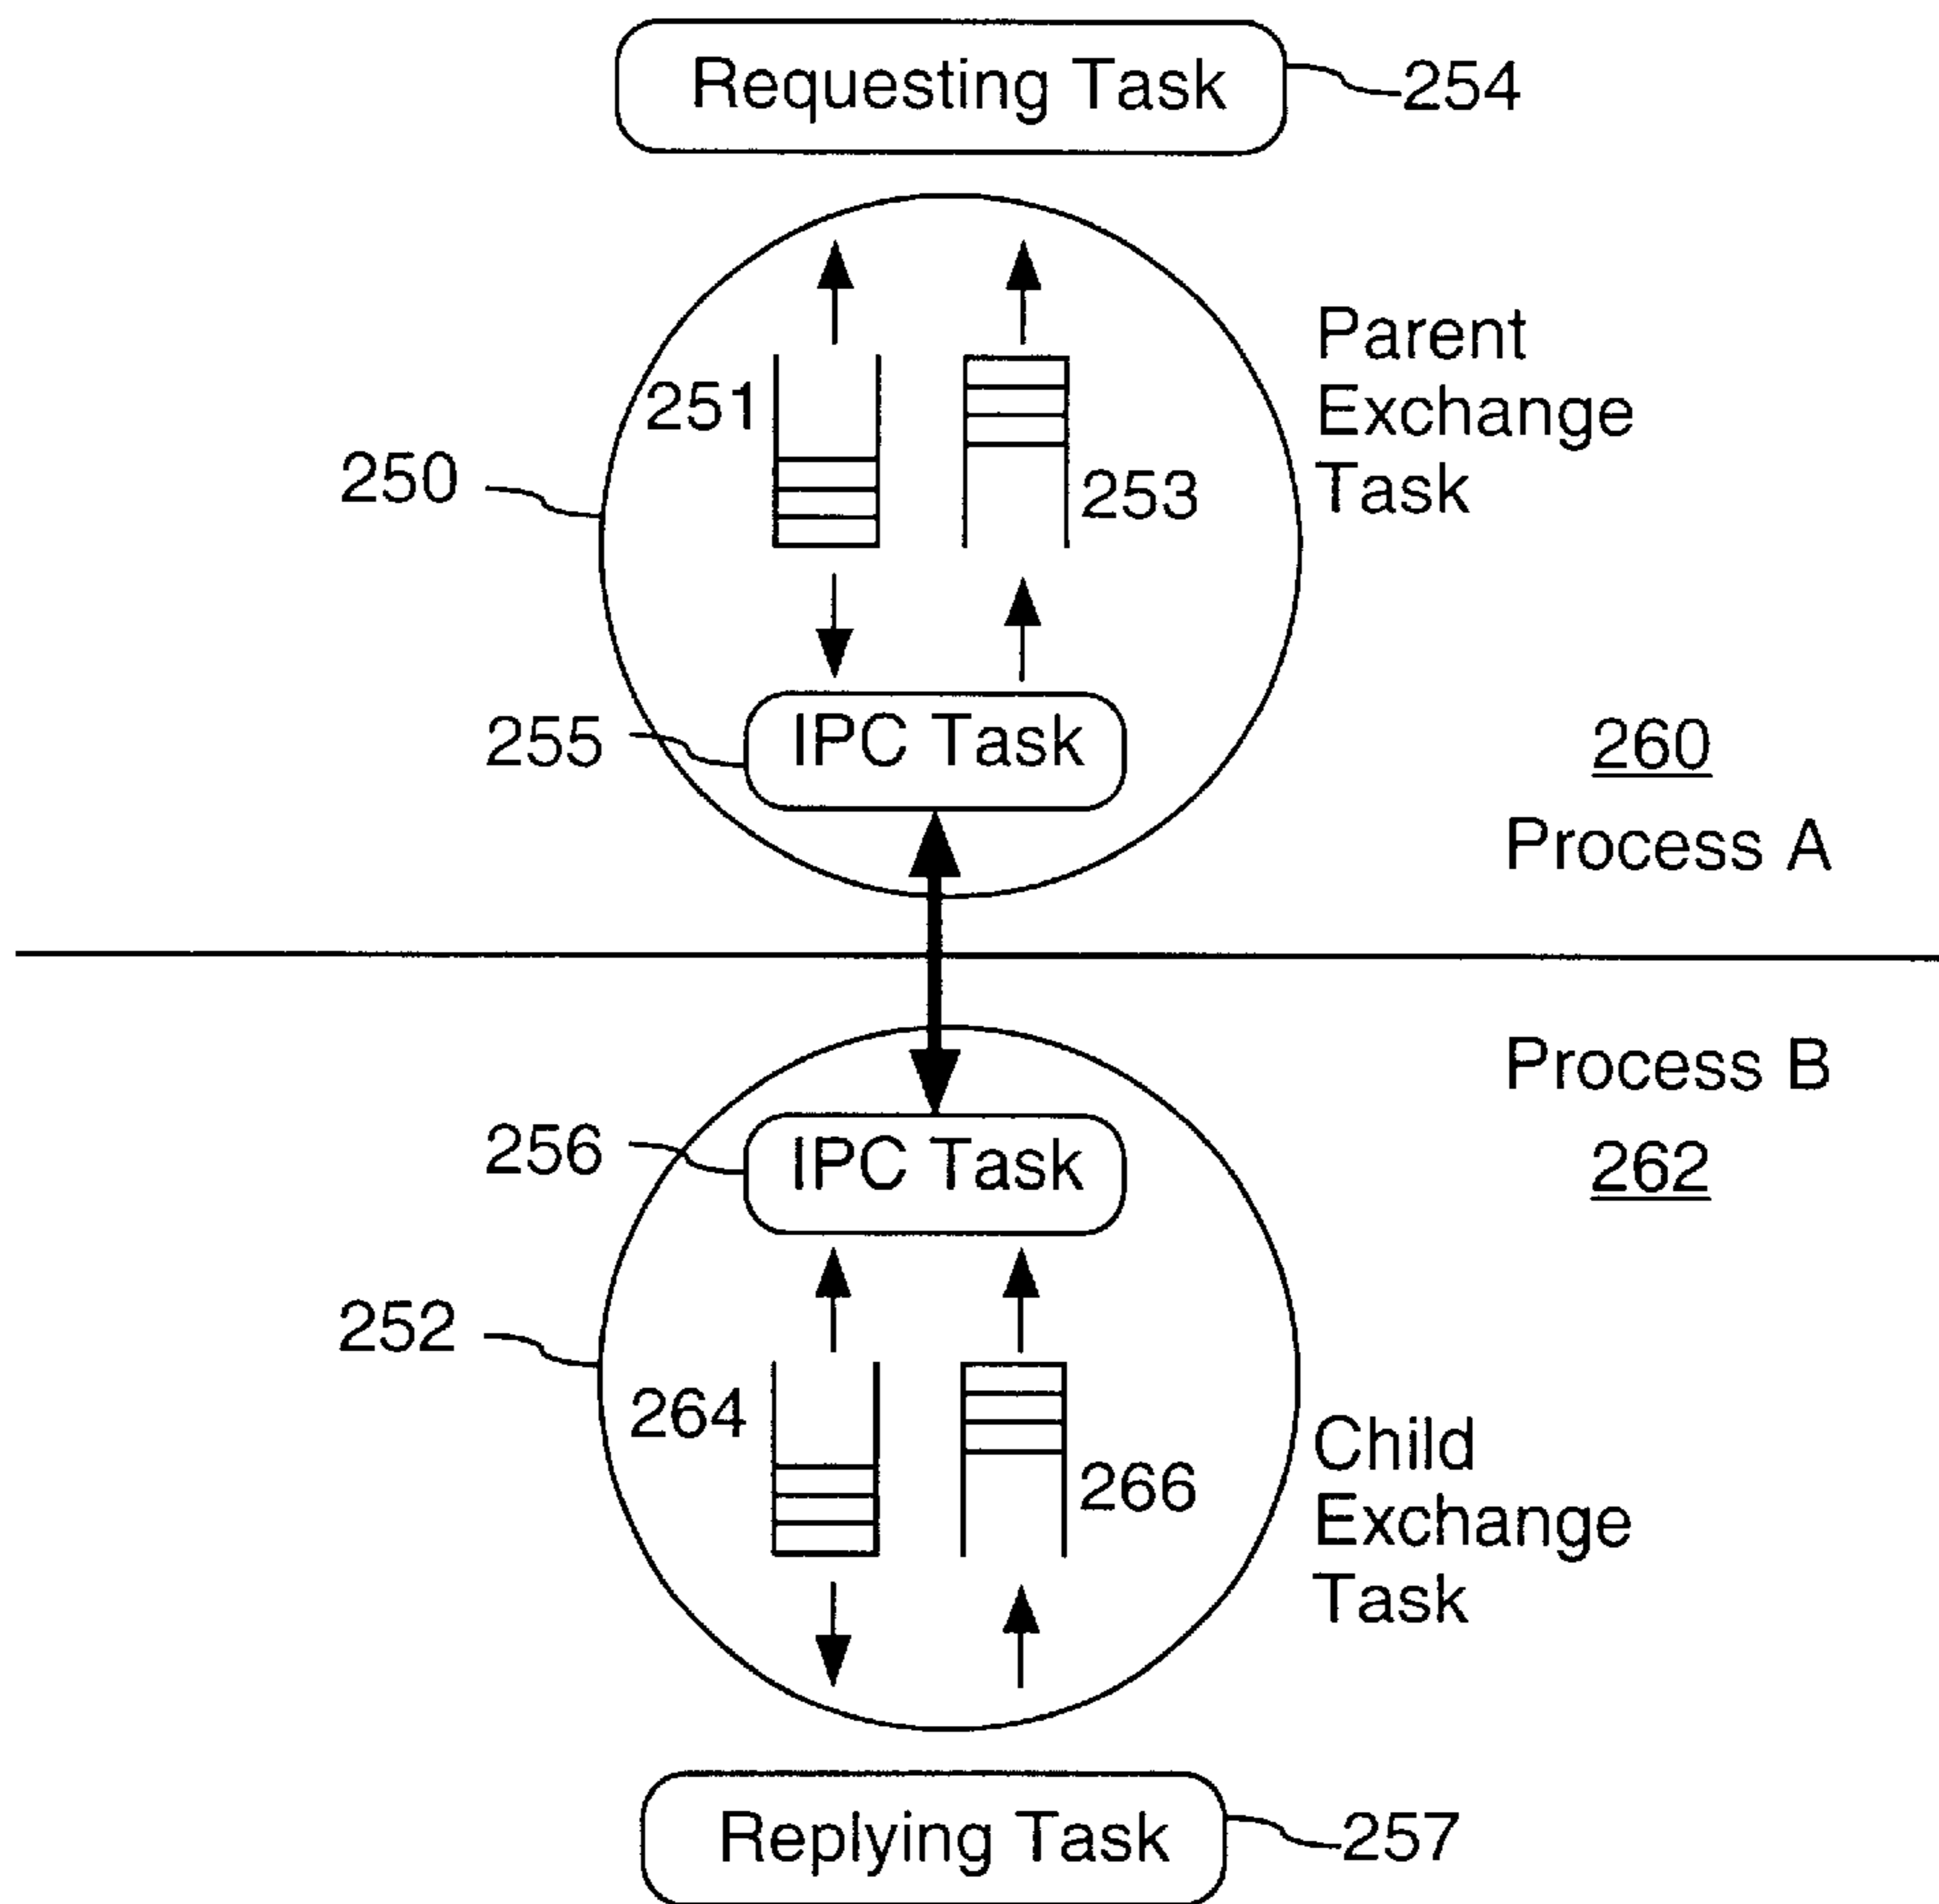 Requesting Task
254
Parent
Exchange
Task
251
250
253
255
IPC Task
260
Process A
Process B
256
IPC Task
262
252
264
266
Child
Exchange
Task
Replying Task
257